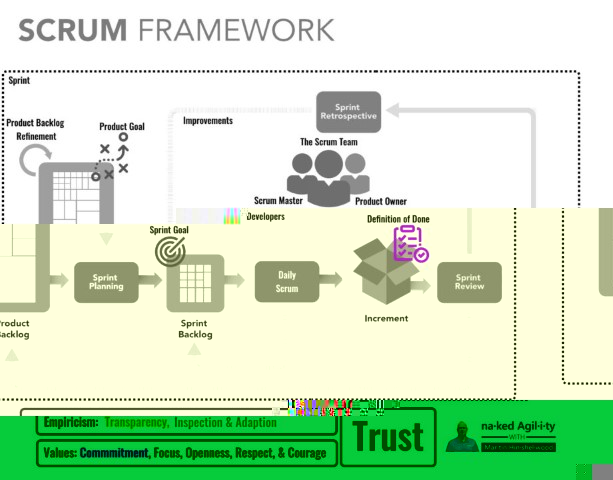 SCRUM FRAMEWORK
Sprint
Product Backlog
Refinement
Product Goal
Improvements
Sprint
Retrospective
The Scrum Team
Scrum Master
Product Owner
Developers
Sprint Goal
Definition of Done
Sprint
Planning
Daily
Scrum
Sprint
Review
Increment
roduct
acklog
Sprint
Backlog
Empiricism: Transparency, Inspection & Adaption
Values: Commmitment, Focus, Openness, Respect, & Courage
Trust
na·ked Agil·i·ty
WITH